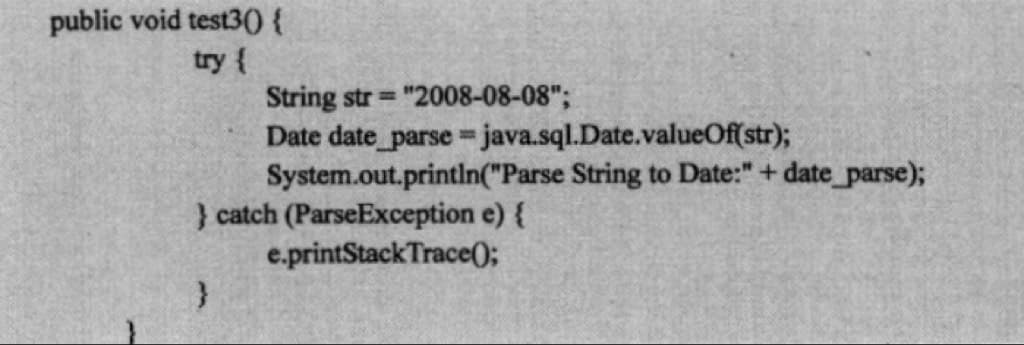 public void test3() {
try {
String str = "2008-08-08";
Date date_parse = java.sql.Date.valueOf(str);
System.out.println("Parse String to Date:" + date_parse);
} catch (ParseException e) {
e.printStackTrace();
}
}